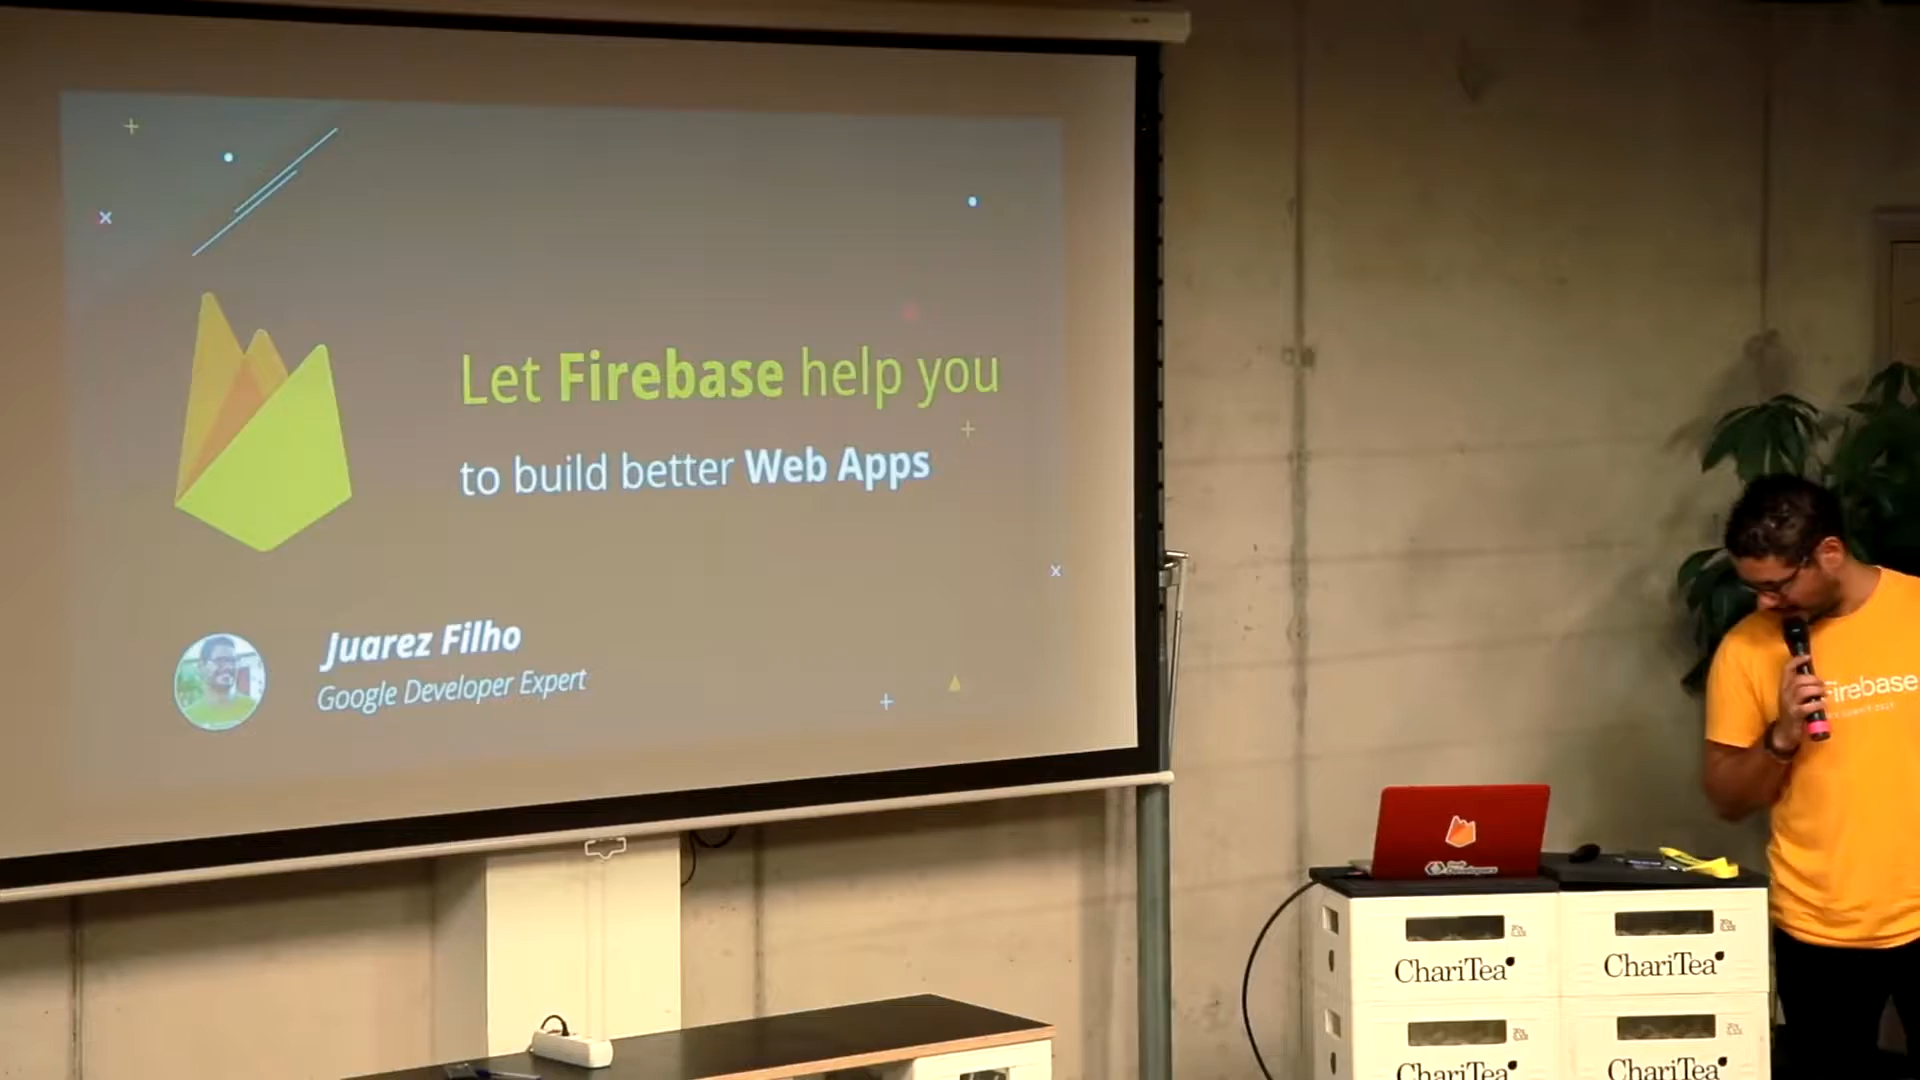 Let Firebase help you
to build better Web Apps
Juarez Filho
Google Developer Expert
Firebase
ChariTea
ChariTea
ChariTea
ChariTea